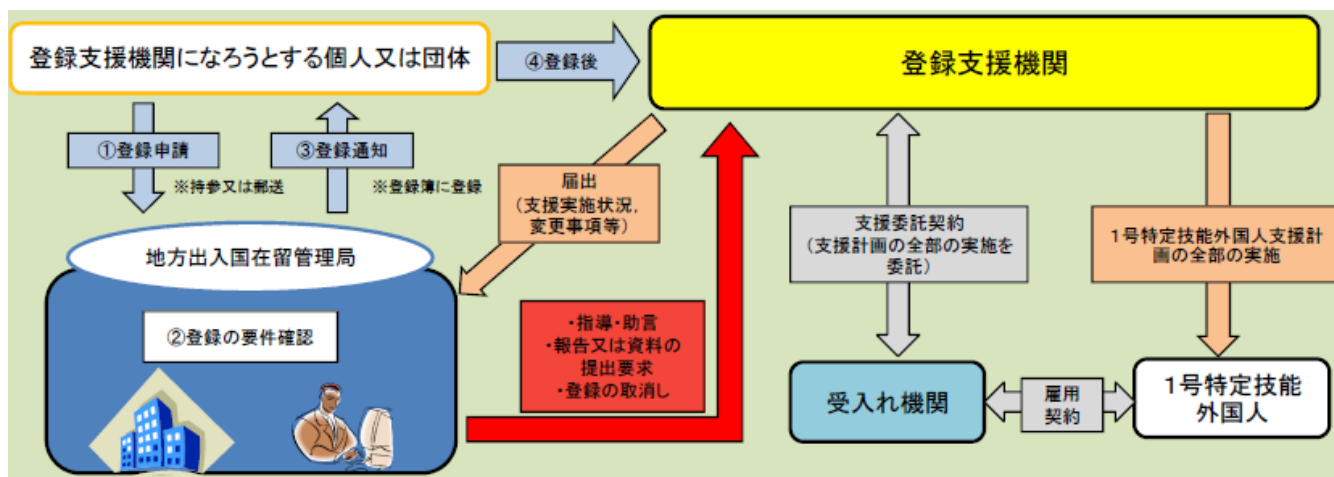 登録支援機関になろうとする個人又は団体
④登録後
登録支援機関
①登録申請
③登録通知
※持参又は郵送
※登録簿に登録
届出
（支援実施状況，
変更事項等）
支援委託契約
（支援計画の全部の実施を
委託）
1号特定技能外国人支援計
画の全部の実施
地方出入国在留管理局
②登録の要件確認
・指導・助言
・報告又は資料の
提出要求
・登録の取消し
受入れ機関
雇用
契約
1号特定技能
外国人